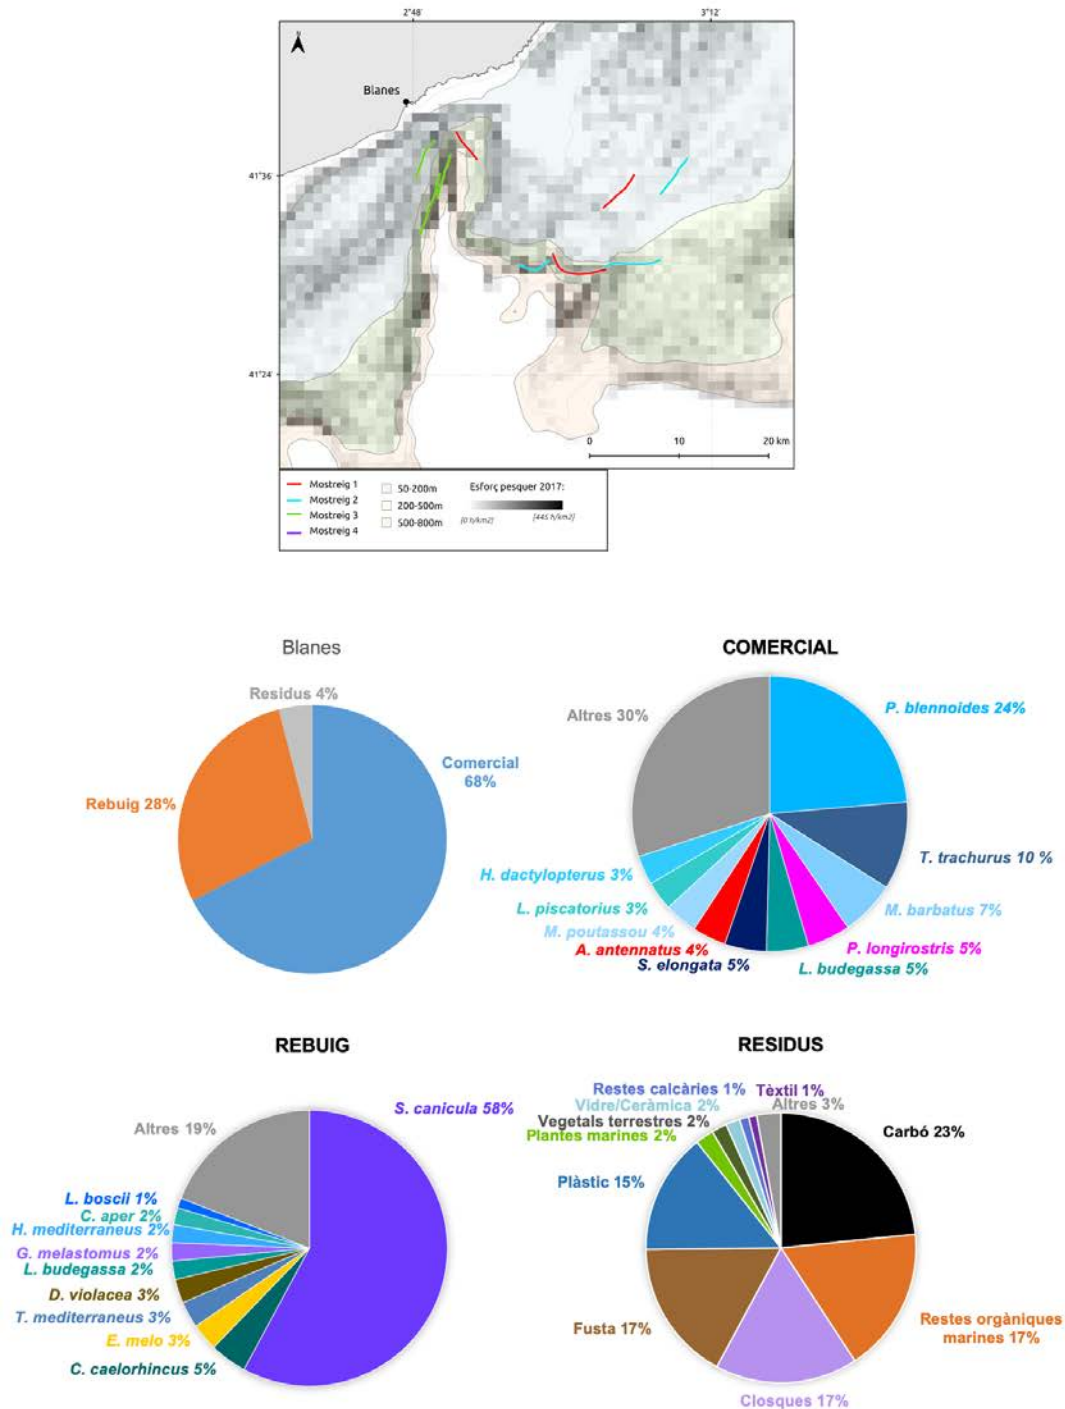 2°48'
3°12'
N
Blanes
41°36'
41°24'
0 10 20 km
Mostreig 1
Mostreig 2
Mostreig 3
Mostreig 4
50-200m
200-500m
500-800m
Esforç pesquer 2017:
[0 h/km2] [445 h/km2]
Blanes
Residus 4%
Comercial
68%
Rebuig 28%
COMERCIAL
Altres 30%
P. blennoides 24%
T. trachurus 10 %
M. barbatus 7%
P. longirostris 5%
L. budegassa 5%
S. elongata 5%
A. antennatus 4%
M. poutassou 4%
L. piscatorius 3%
H. dactylopterus 3%
REBUIG
S. canicula 58%
Altres 19%
L. boscii 1%
C. aper 2%
H. mediterraneus 2%
G. melastomus 2%
L. budegassa 2%
D. violacea 3%
T. mediterraneus 3%
E. melo 3%
C. caelorhincus 5%
RESIDUS
Restes calcàries 1%
Tèxtil 1%
Vidre/Ceràmica 2%
Altres 3%
Vegetals terrestres 2%
Plantes marines 2%
Carbó 23%
Plàstic 15%
Fusta 17%
Restes orgàniques
marines 17%
Closques 17%